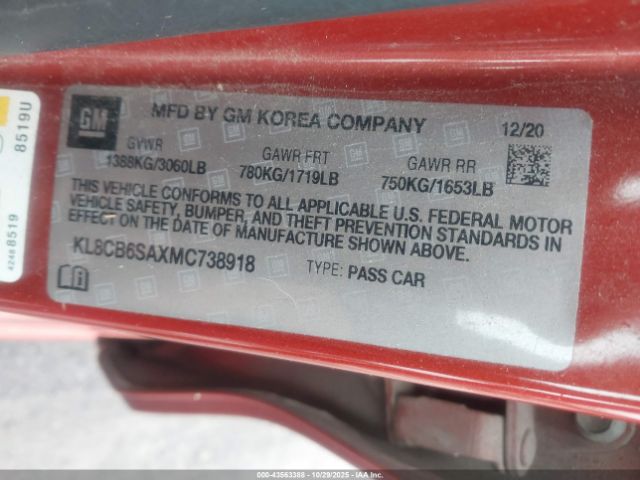 GM
MFD BY GM KOREA COMPANY
12/20
GVWR GAWR FRT GAWR RR
1388KG/3060LB 780KG/1719LB 750KG/1653LB
THIS VEHICLE CONFORMS TO ALL APPLICABLE U.S. FEDERAL MOTOR
VEHICLE SAFETY, BUMPER, AND THEFT PREVENTION STANDARDS IN
EFFECT ON THE DATE OF MANUFACTURE SHOWN ABOVE.
KL8CB6SAXMC738918
TYPE: PASS CAR
8519U
42488519
000-43563388 10/29/2025 IAA Inc.